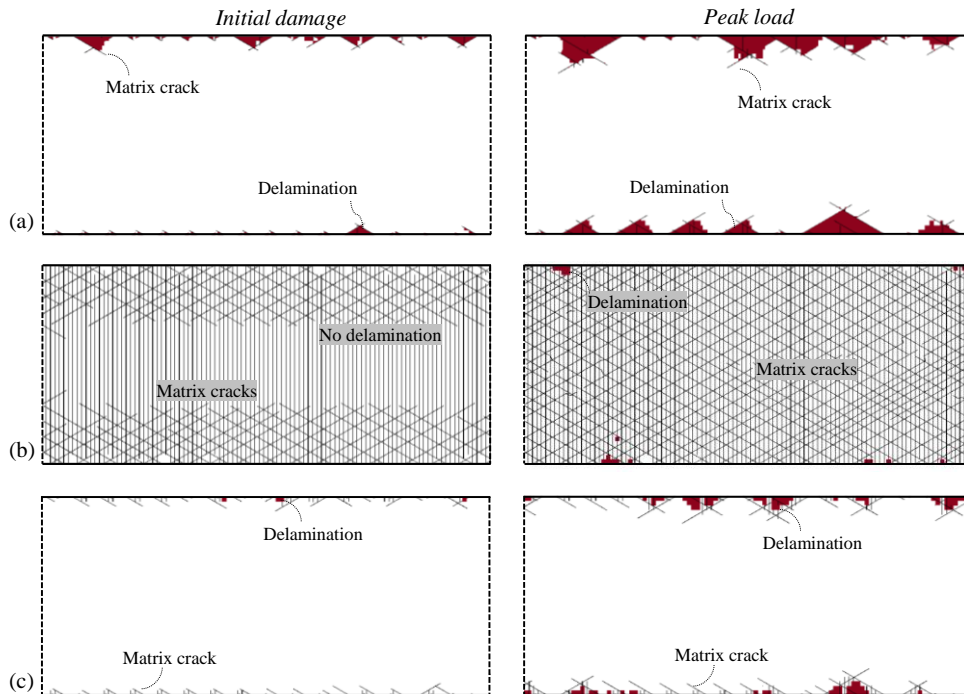 Initial damage
Peak load
Matrix crack
Matrix crack
Delamination
Delamination
(a)
Delamination
No delamination
Matrix cracks
Matrix cracks
(b)
Delamination
Delamination
Matrix crack
Matrix crack
(c)